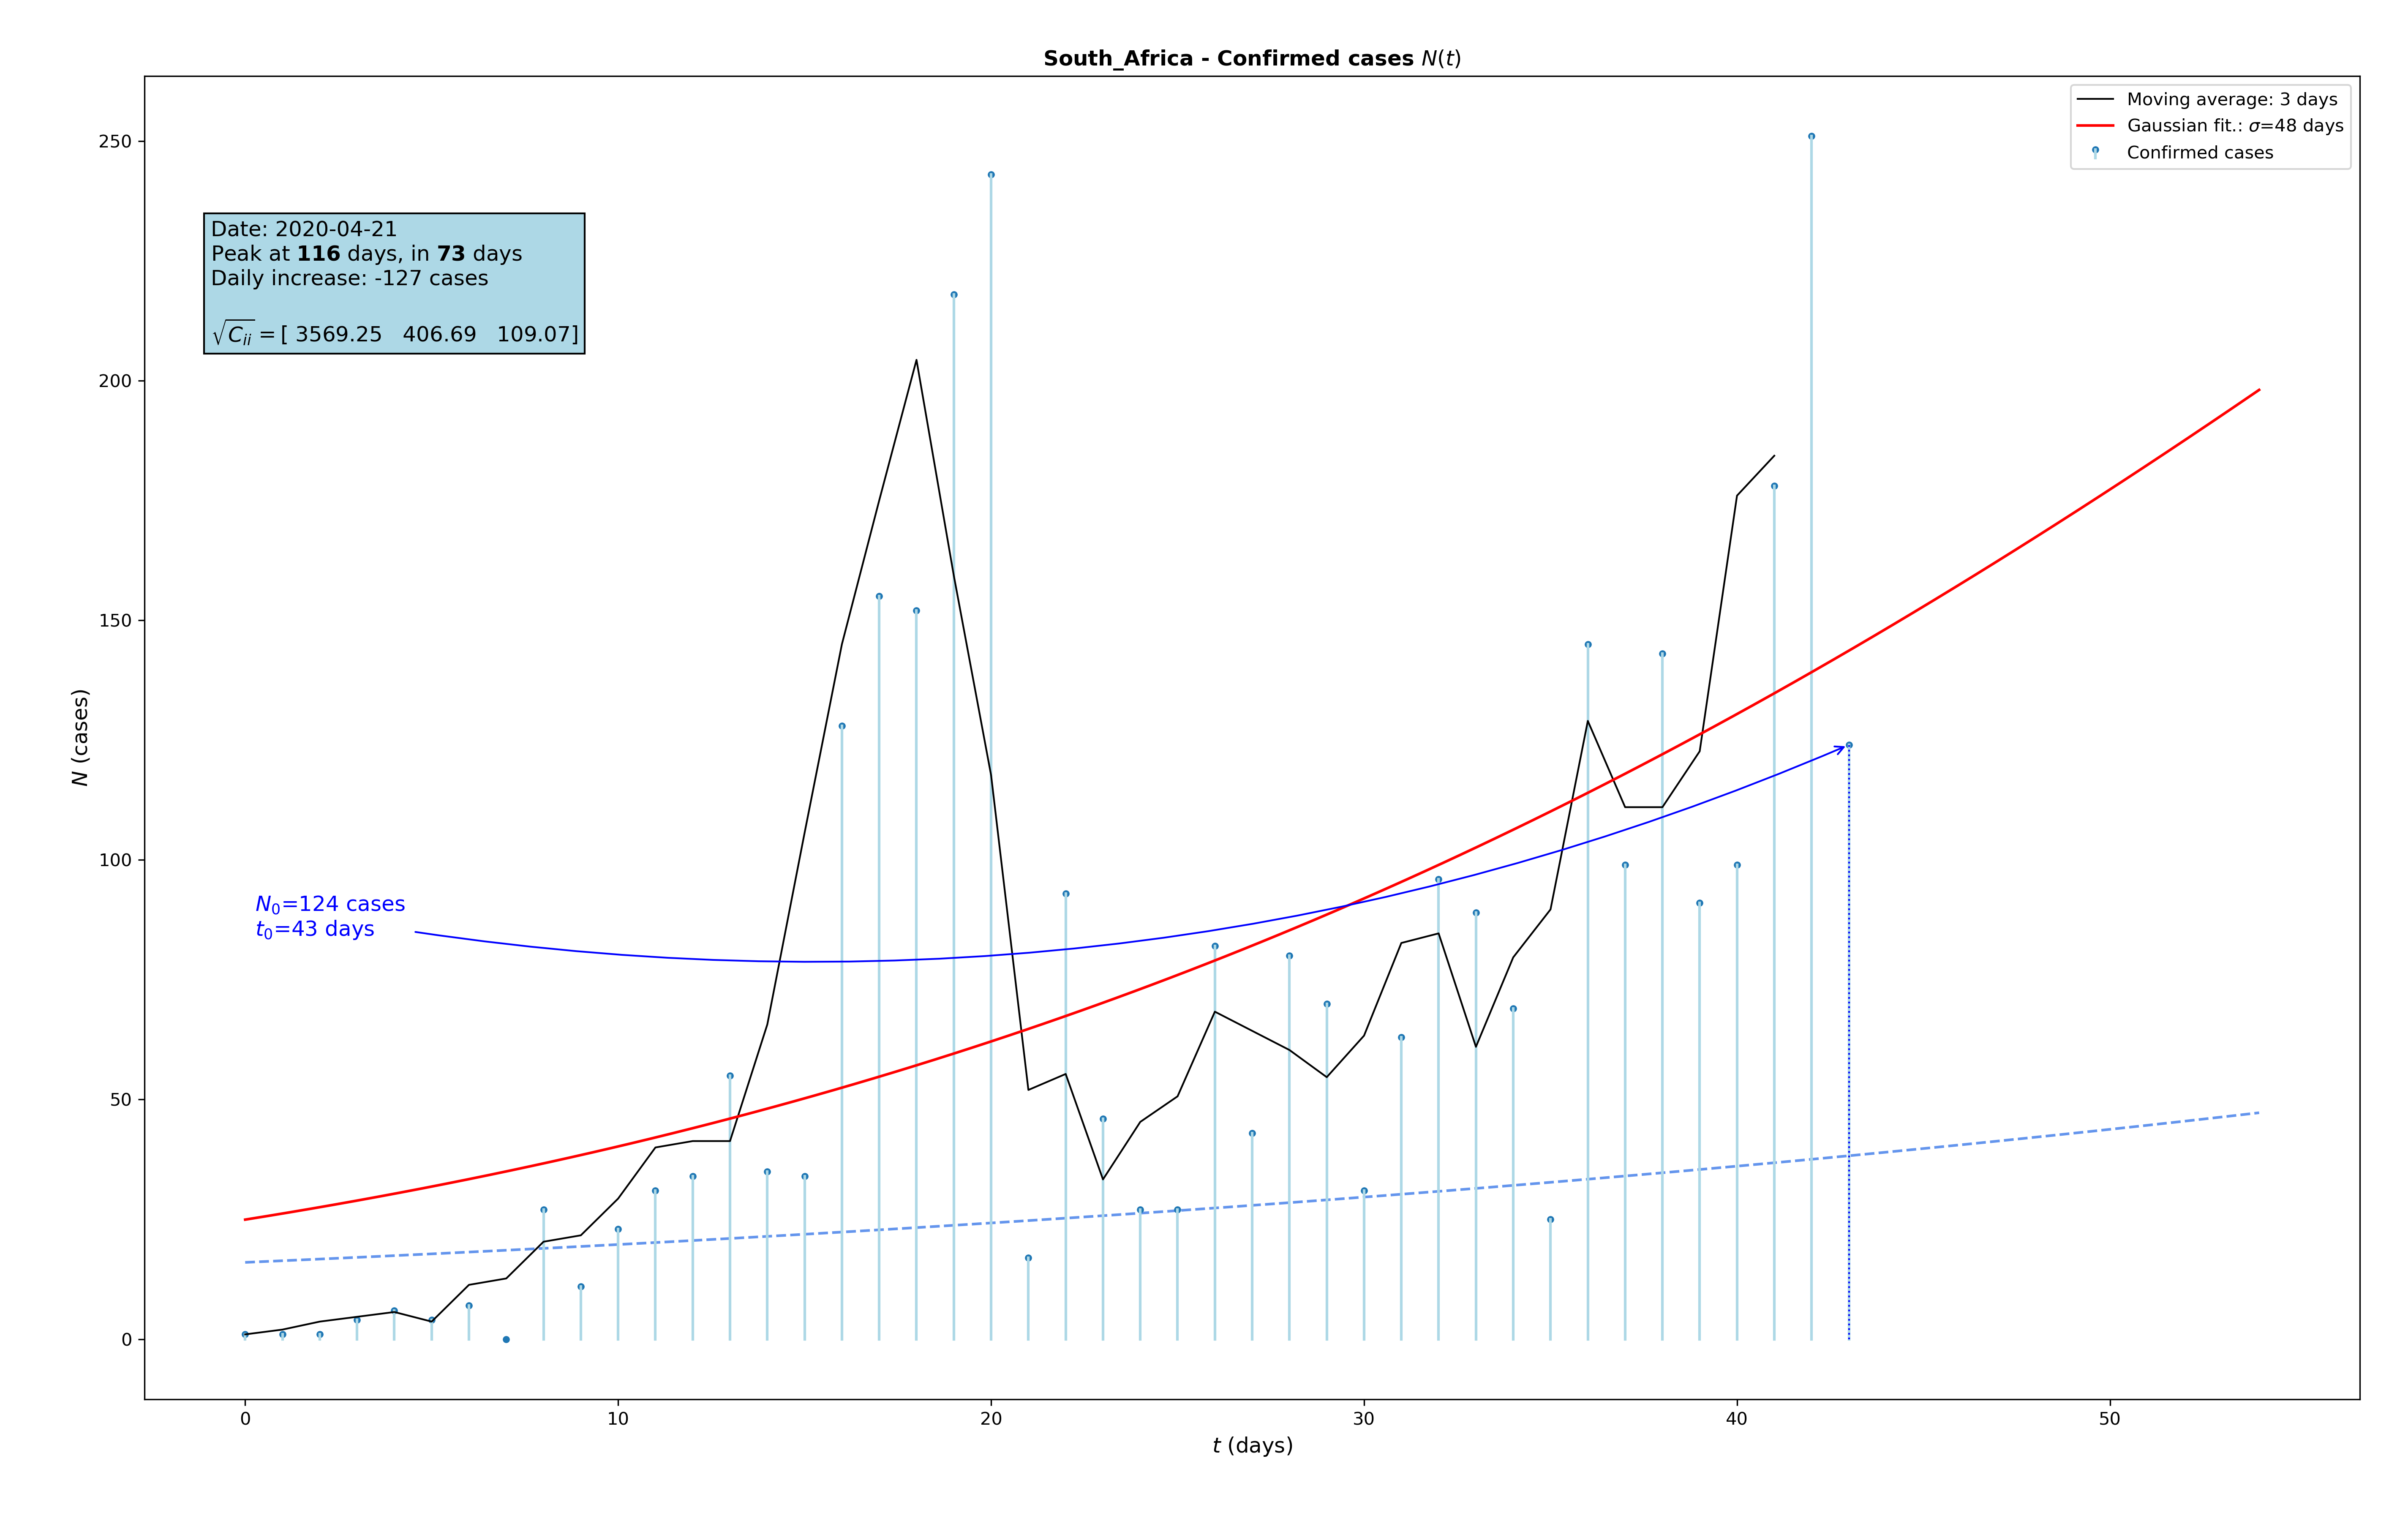 South_Africa - Confirmed cases N(t)
Moving average: 3 days
Gaussian fit.: σ=48 days
Confirmed cases
Date: 2020-04-21
Peak at 116 days, in 73 days
Daily increase: -127 cases
√C_ii = [ 3569.25 406.69 109.07]
N_0=124 cases
t_0=43 days
N (cases)
250
200
150
100
50
0
0 10 20 30 40 50
t (days)